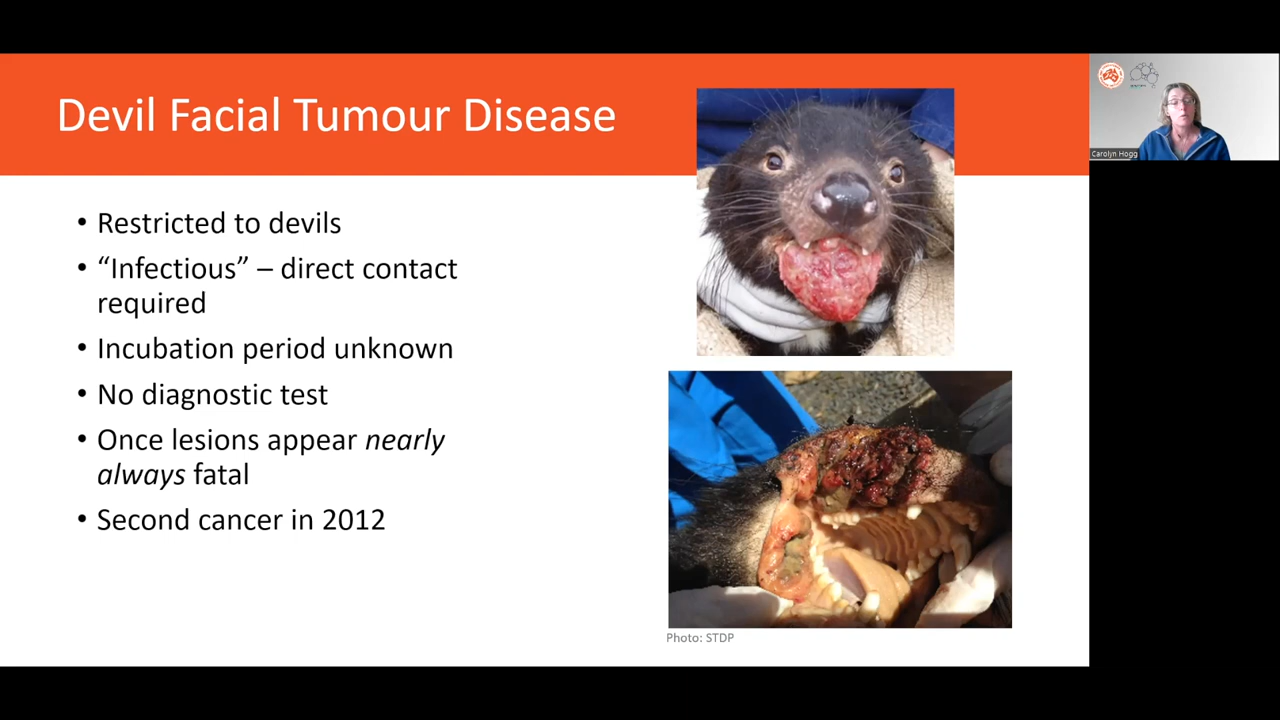 Devil Facial Tumour Disease
• Restricted to devils
• “Infectious” – direct contact
required
• Incubation period unknown
• No diagnostic test
• Once lesions appear nearly
always fatal
• Second cancer in 2012
Photo: STDP
Carolyn Hogg